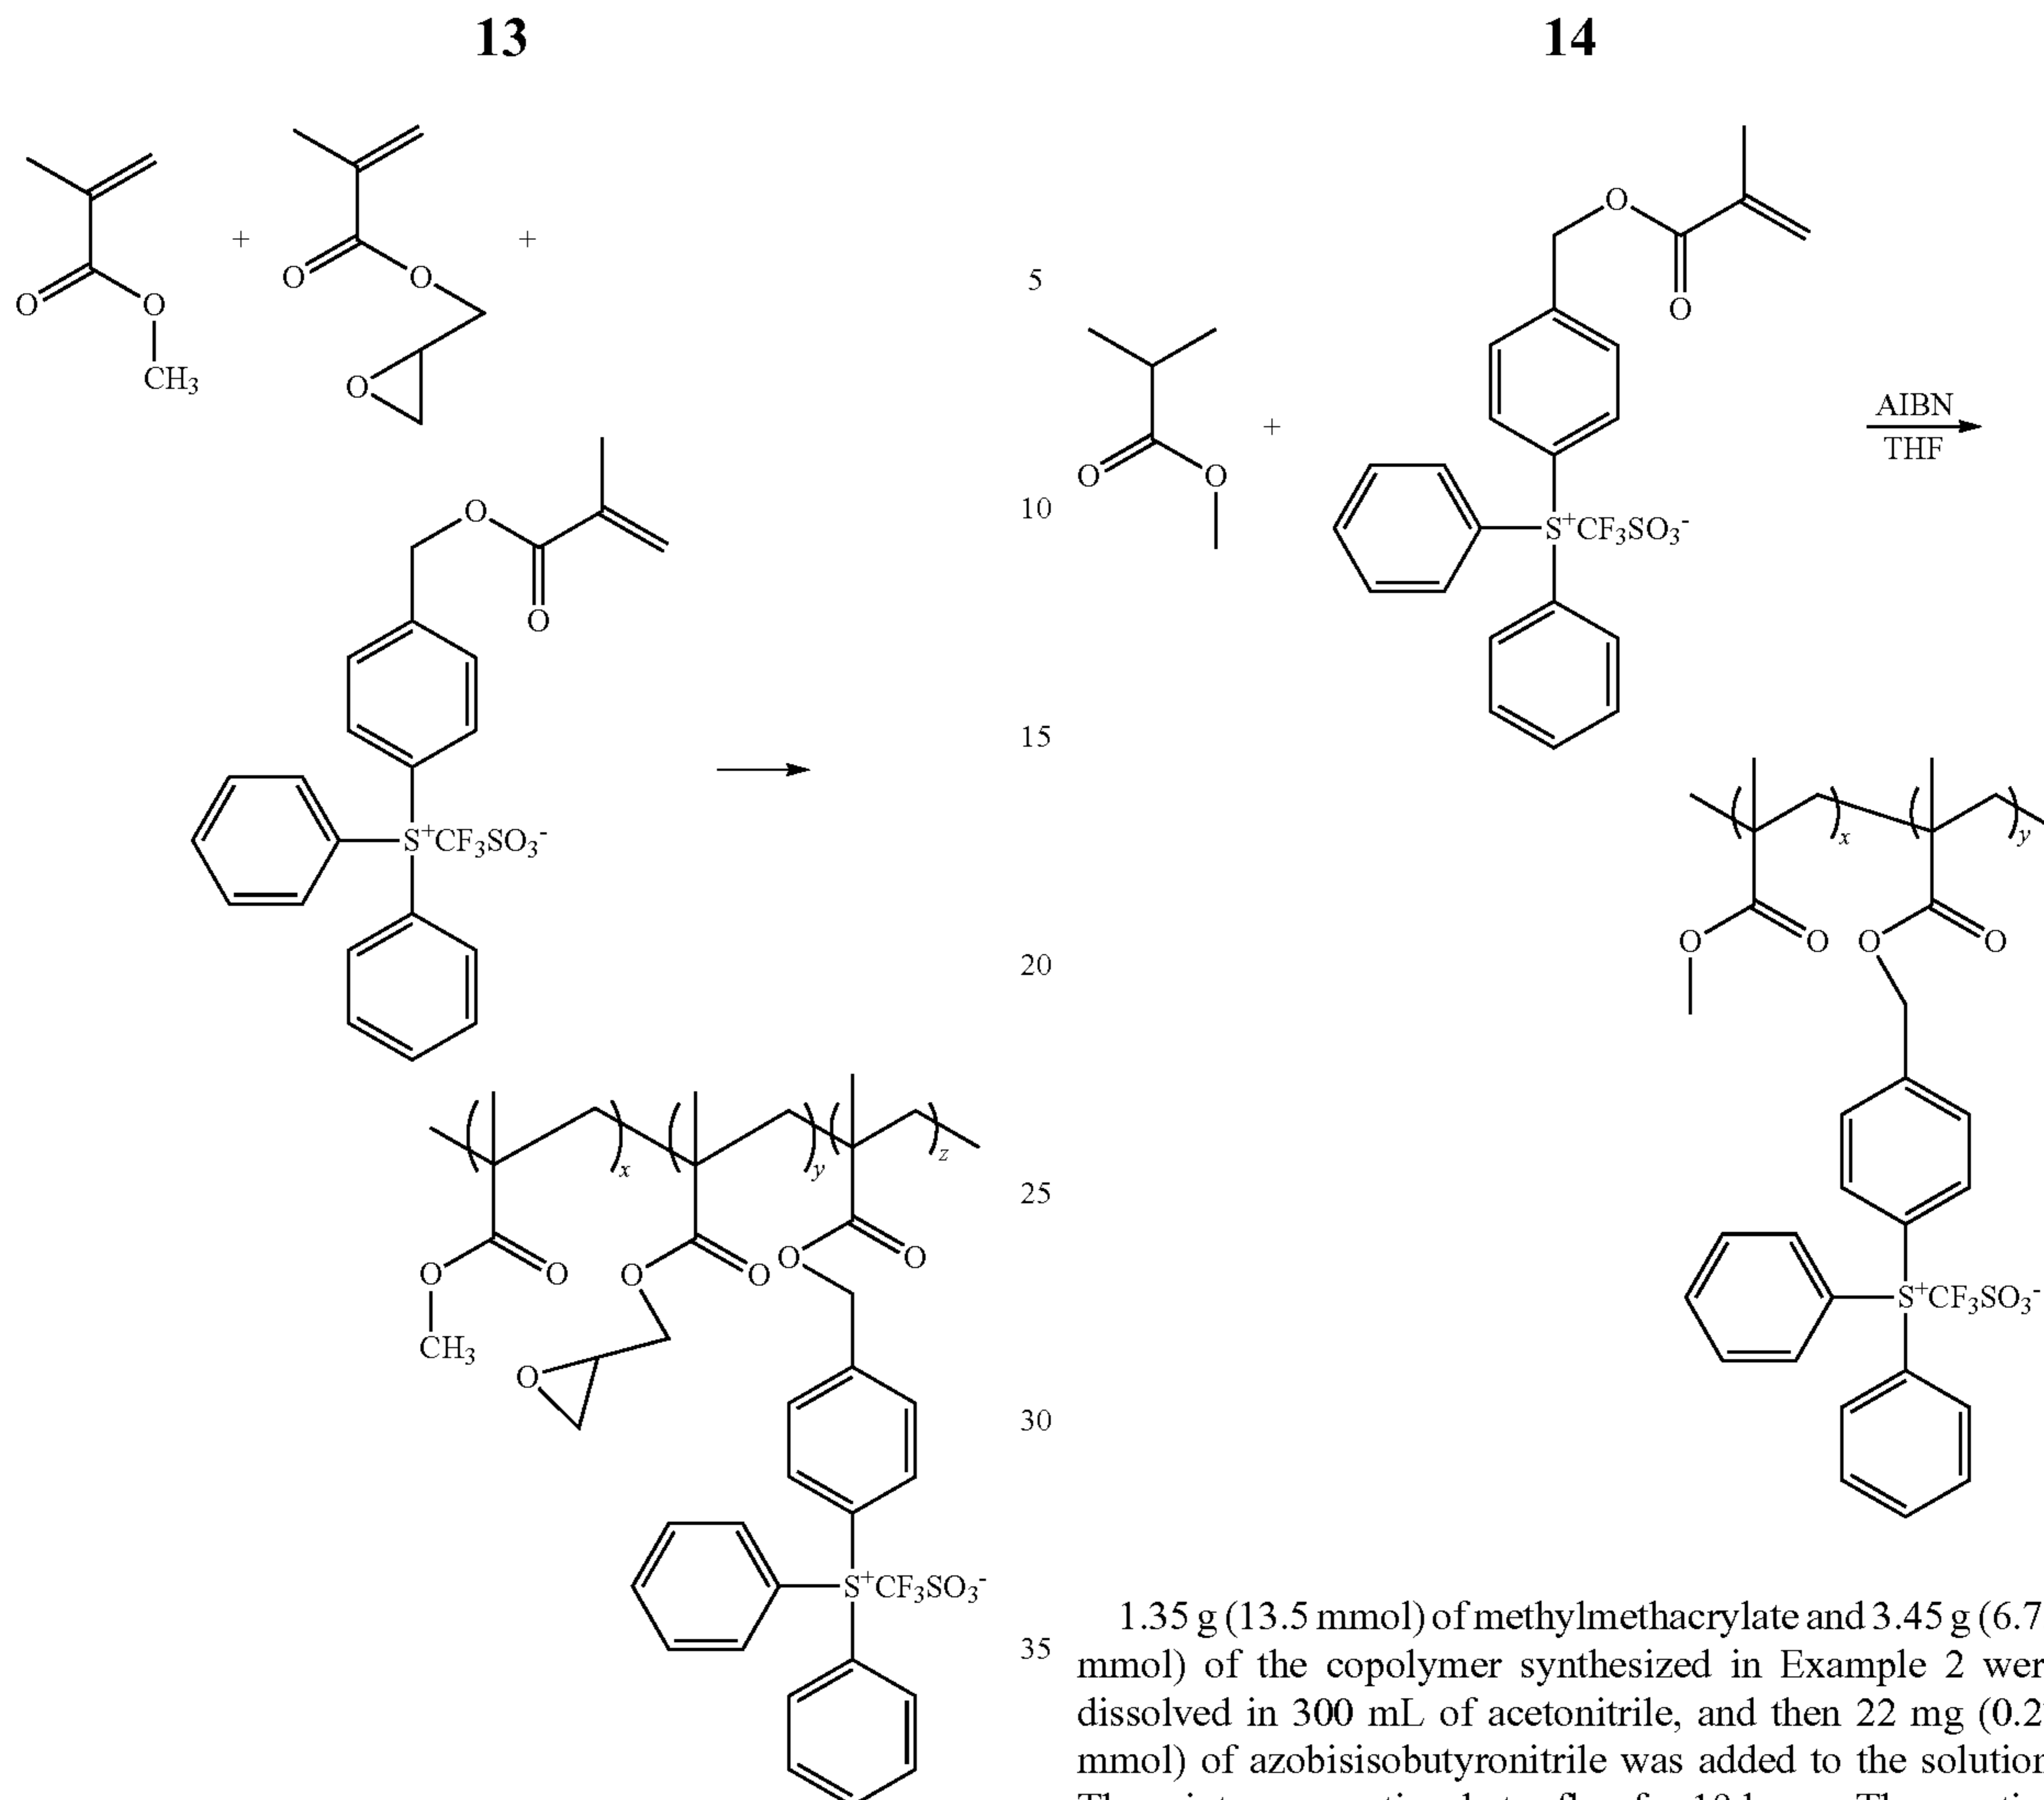 13
+
+
O
O
CH3
O
O
O
O
O
S+CF3SO3-
x
y
z
O
O
O
O
O
O
CH3
O
S+CF3SO3-
5
10
15
20
25
30
35
14
O
O
O
O
+
AIBN
THF
S+CF3SO3-
x
y
O
O
O
O
S+CF3SO3-
1.35 g (13.5 mmol) of methylmethacrylate and 3.45 g (6.7
mmol) of the copolymer synthesized in Example 2 wer
dissolved in 300 mL of acetonitrile, and then 22 mg (0.2
mmol) of azobisisobutyronitrile was added to the solution